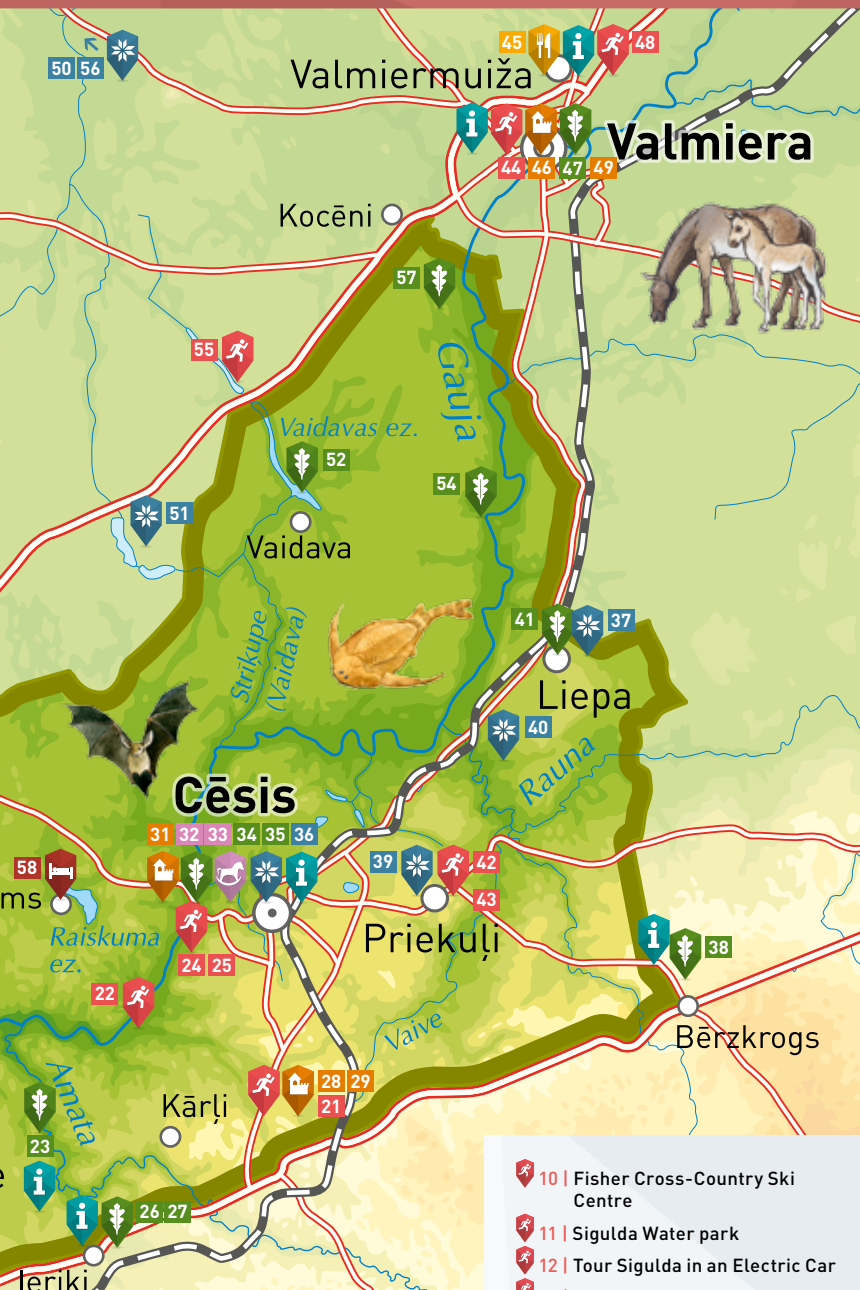 45
48
50 56
Valmiermuiža
Valmiera
44 46 47 49
Kocēni
57
55
Gauja
Vaidavas ez.
52
54
51
Vaidava
Strīķupe
(Vaidava)
41
37
Liepa
40
Rauna
Cēsis
31 32 33 34 35 36
58
39
42
ms
43
Priekuļi
Raiskuma
ez.
24 25
38
22
Vaive
Bērzkrogs
Amata
28 29
21
Kārļi
23
e
26 27
Ieriķi
10 | Fisher Cross-Country Ski
Centre
11 | Sigulda Water park
12 | Tour Sigulda in an Electric Car